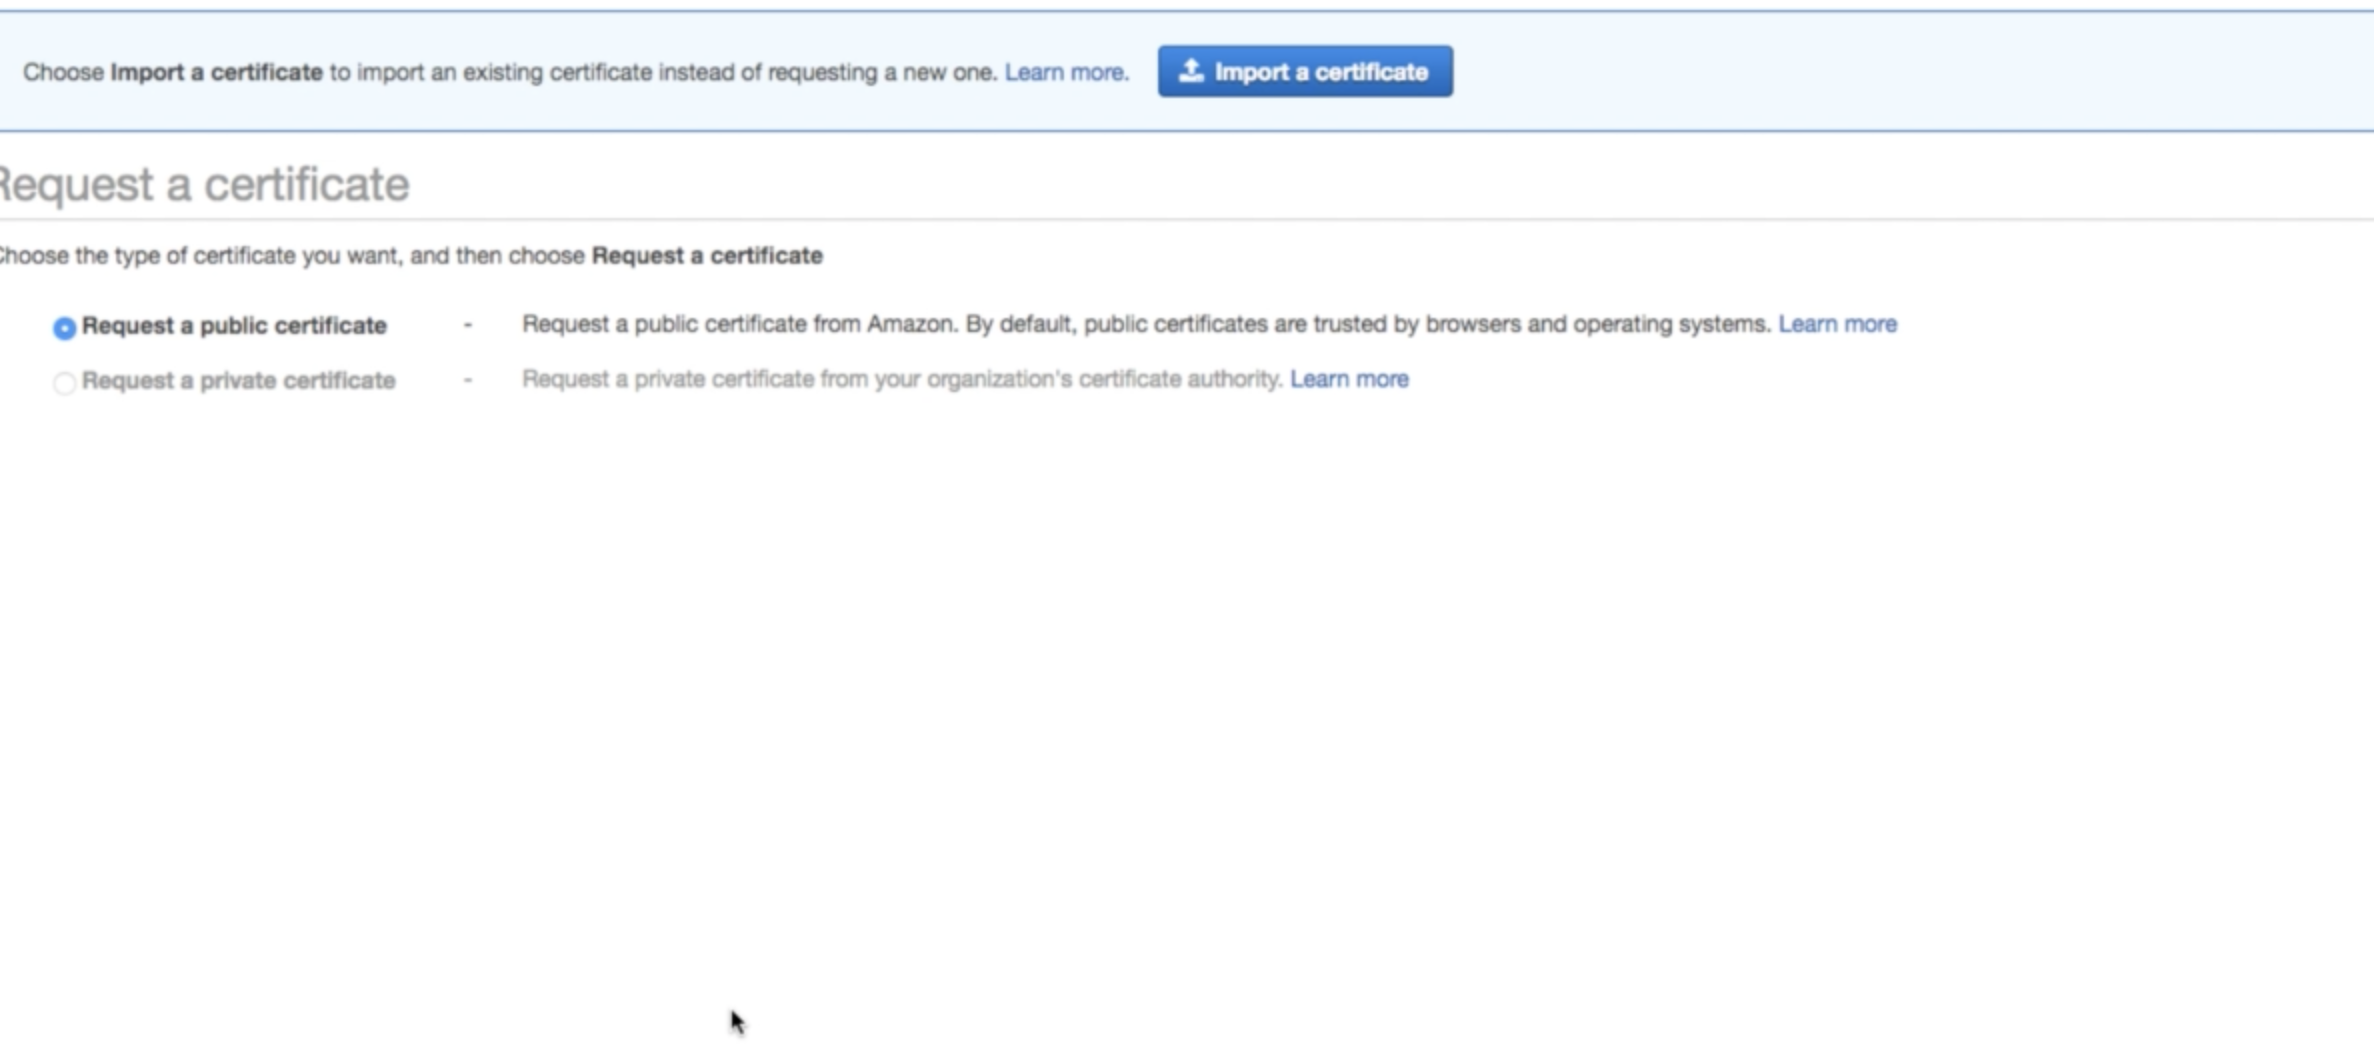 Choose Import a certificate to import an existing certificate instead of requesting a new one. Learn more. Import a certificate
Request a certificate
Choose the type of certificate you want, and then choose Request a certificate
Request a public certificate - Request a public certificate from Amazon. By default, public certificates are trusted by browsers and operating systems. Learn more
Request a private certificate - Request a private certificate from your organization's certificate authority. Learn more